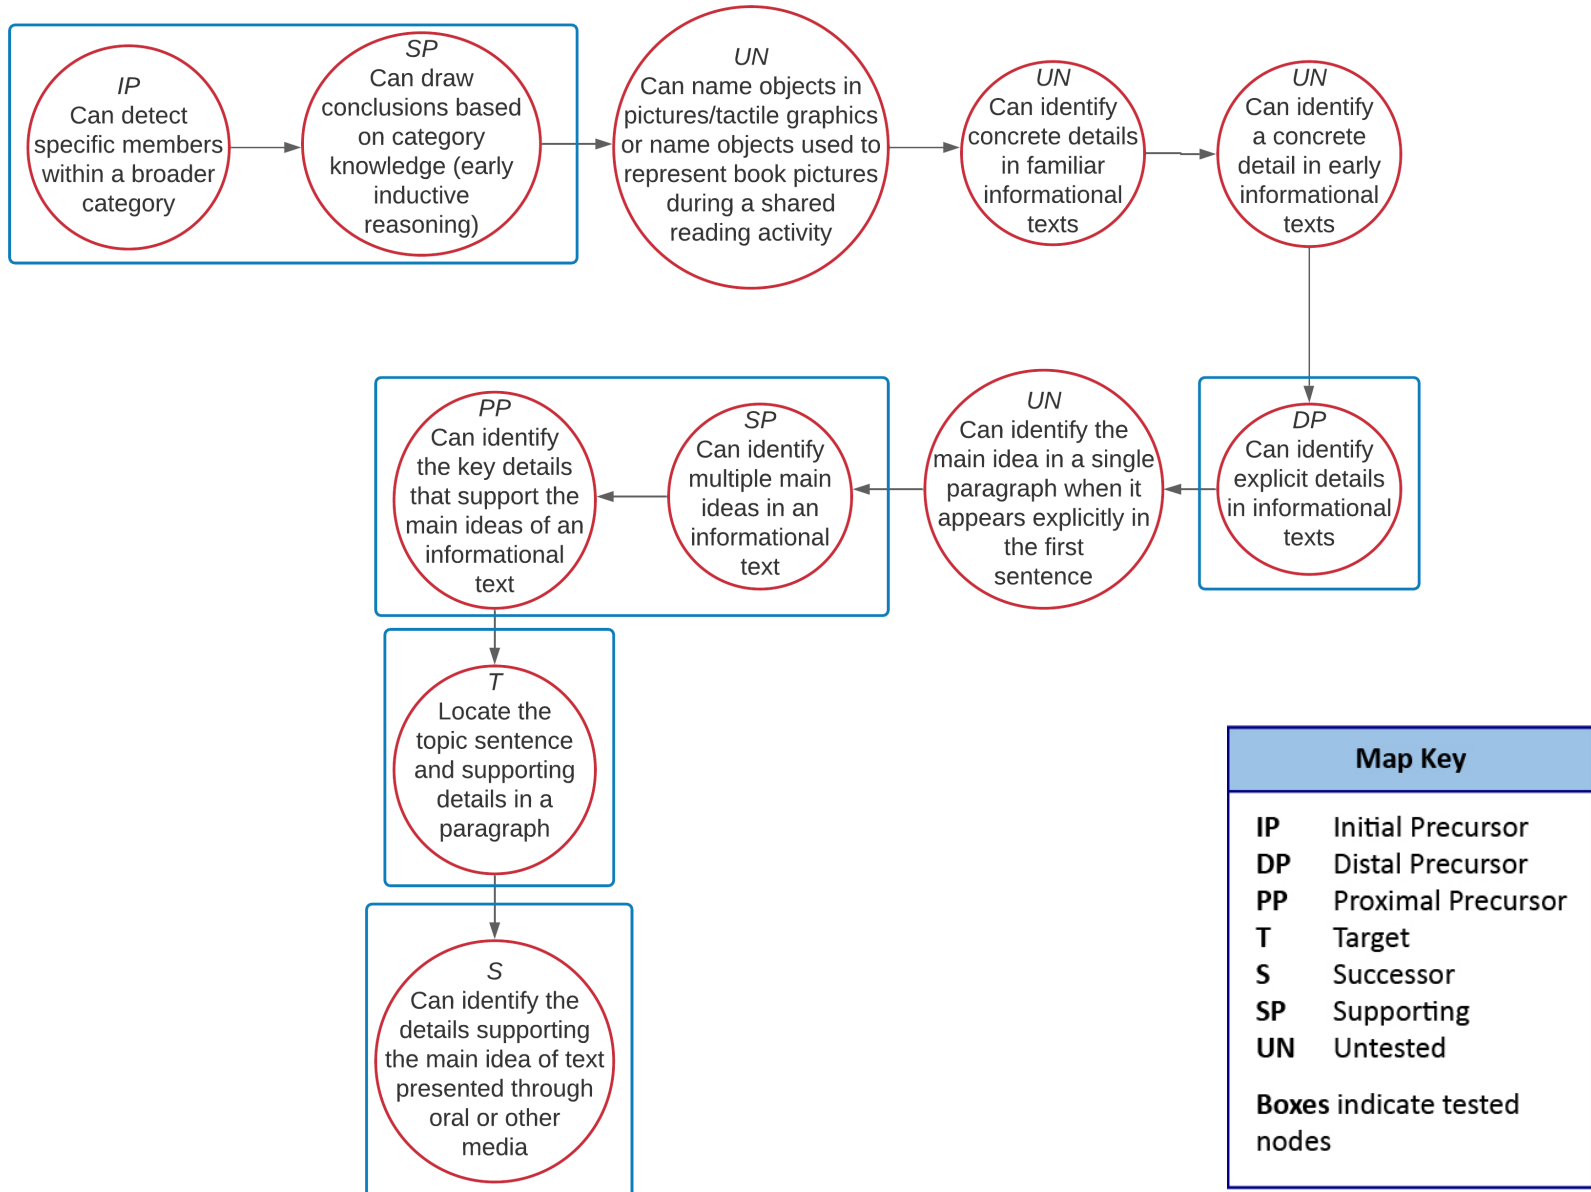 IP
Can detect
specific members
within a broader
category
SP
Can draw
conclusions based
on category
knowledge (early
inductive
reasoning)
UN
Can name objects in
pictures/tactile graphics
or name objects used to
represent book pictures
during a shared
reading activity
UN
Can identify
concrete details
in familiar
informational
texts
UN
Can identify
a concrete
detail in early
informational
texts
DP
Can identify
explicit details
in informational
texts
UN
Can identify the
main idea in a single
paragraph when it
appears explicitly in
the first
sentence
SP
Can identify
multiple main
ideas in an
informational
text
PP
Can identify
the key details
that support the
main ideas of an
informational
text
T
Locate the
topic sentence
and supporting
details in a
paragraph
S
Can identify the
details supporting
the main idea of text
presented through
oral or other
media
Map Key
IP Initial Precursor
DP Distal Precursor
PP Proximal Precursor
T Target
S Successor
SP Supporting
UN Untested
Boxes indicate tested
nodes